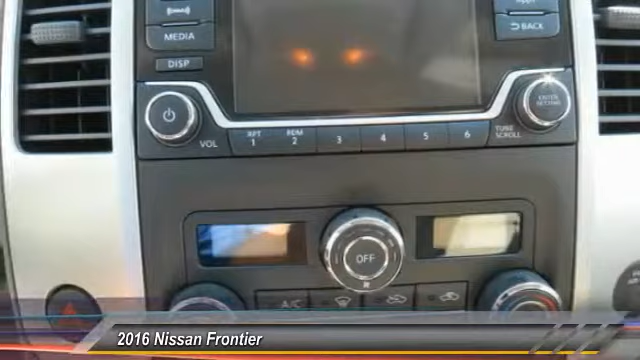 MEDIA
BACK
DISP
ENTER
SETTING
VOL
RPT RDM
1 2 3 4 5 6
TUNE
SCROLL
OFF
A/C
2016 Nissan Frontier